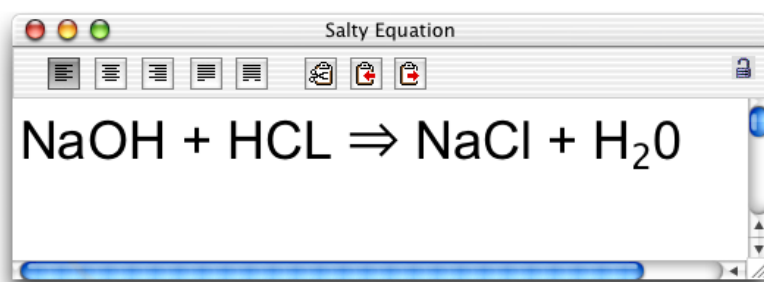 Salty Equation
NaOH + HCL ⇒ NaCl + H₂0